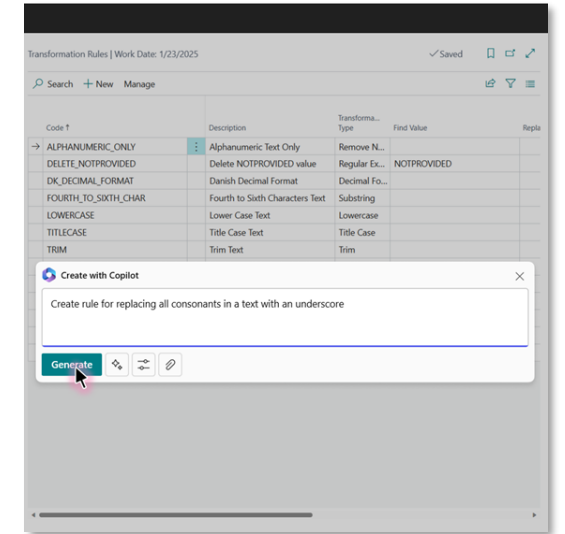 Transformation Rules | Work Date: 1/23/2025 Saved
Search New Manage
Transforma...
Code Description Type Find Value Repla
ALPHANUMERIC_ONLY Alphanumeric Text Only Remove N...
DELETE_NOTPROVIDED Delete NOTPROVIDED value Regular Ex... NOTPROVIDED
DK_DECIMAL_FORMAT Danish Decimal Format Decimal Fo...
FOURTH_TO_SIXTH_CHAR Fourth to Sixth Characters Text Substring
LOWERCASE Lower Case Text Lowercase
TITLECASE Title Case Text Title Case
TRIM Trim Text Trim
Create with Copilot
Create rule for replacing all consonants in a text with an underscore
Generate